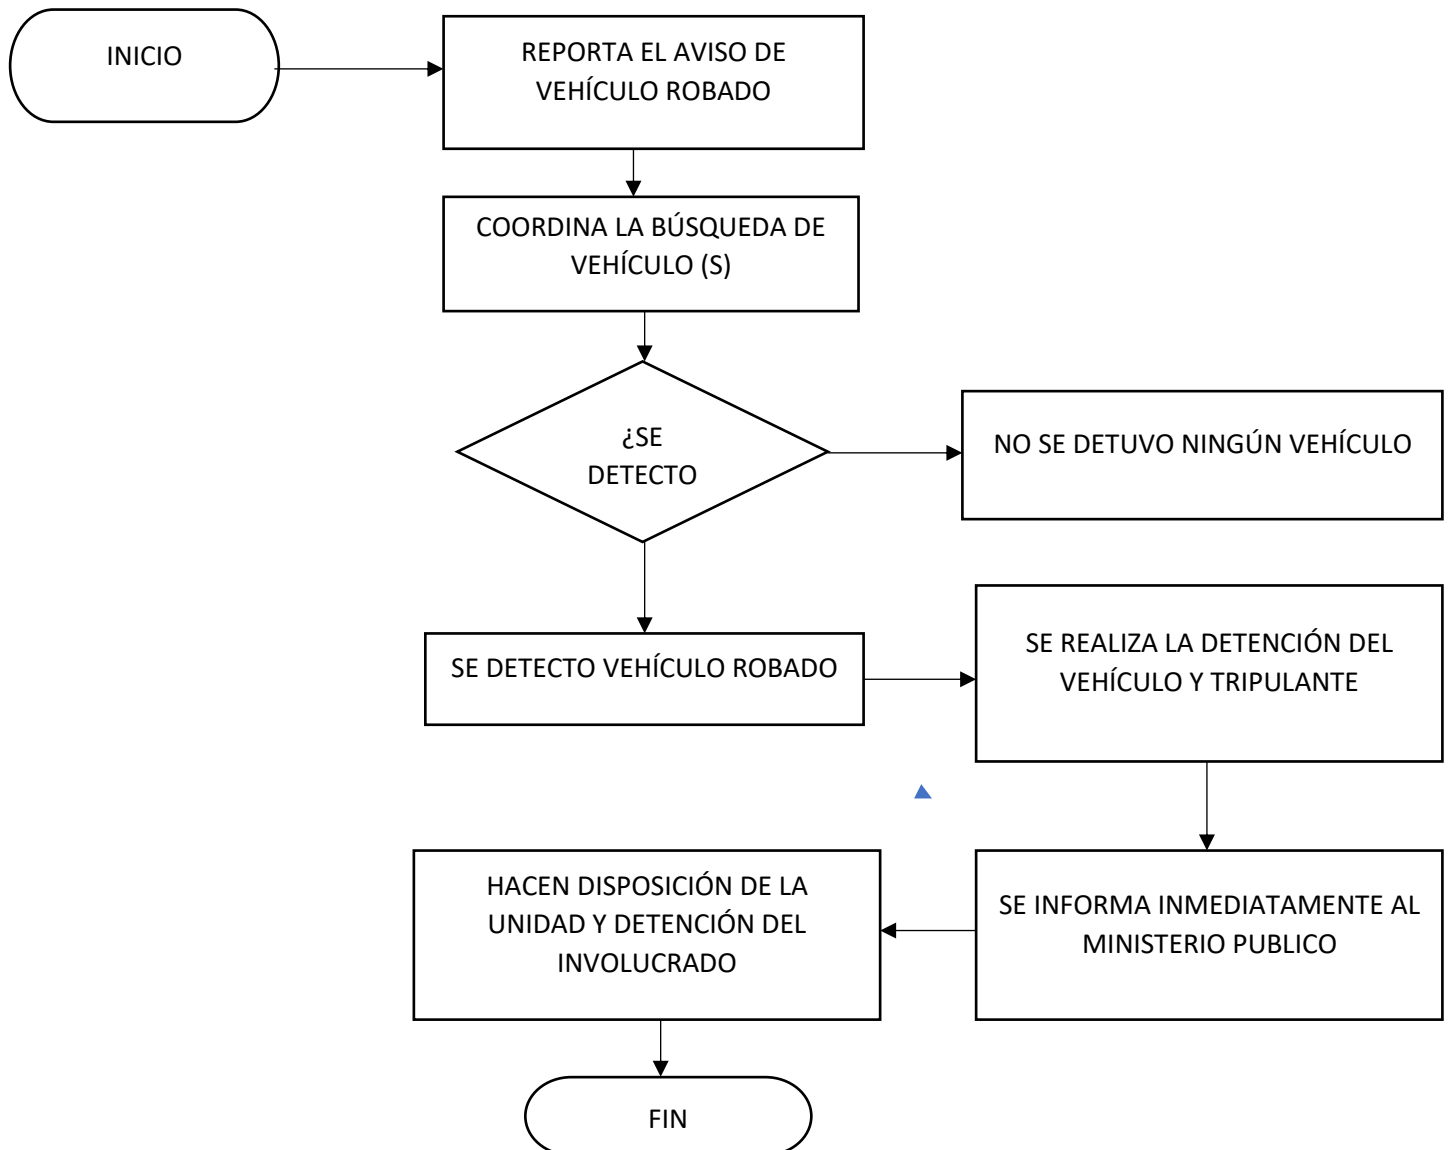 INICIO
REPORTA EL AVISO DE
VEHÍCULO ROBADO
COORDINA LA BÚSQUEDA DE
VEHÍCULO (S)
¿SE
DETECTO
NO SE DETUVO NINGÚN VEHÍCULO
SE DETECTO VEHÍCULO ROBADO
SE REALIZA LA DETENCIÓN DEL
VEHÍCULO Y TRIPULANTE
SE INFORMA INMEDIATAMENTE AL
MINISTERIO PUBLICO
HACEN DISPOSICIÓN DE LA
UNIDAD Y DETENCIÓN DEL
INVOLUCRADO
FIN